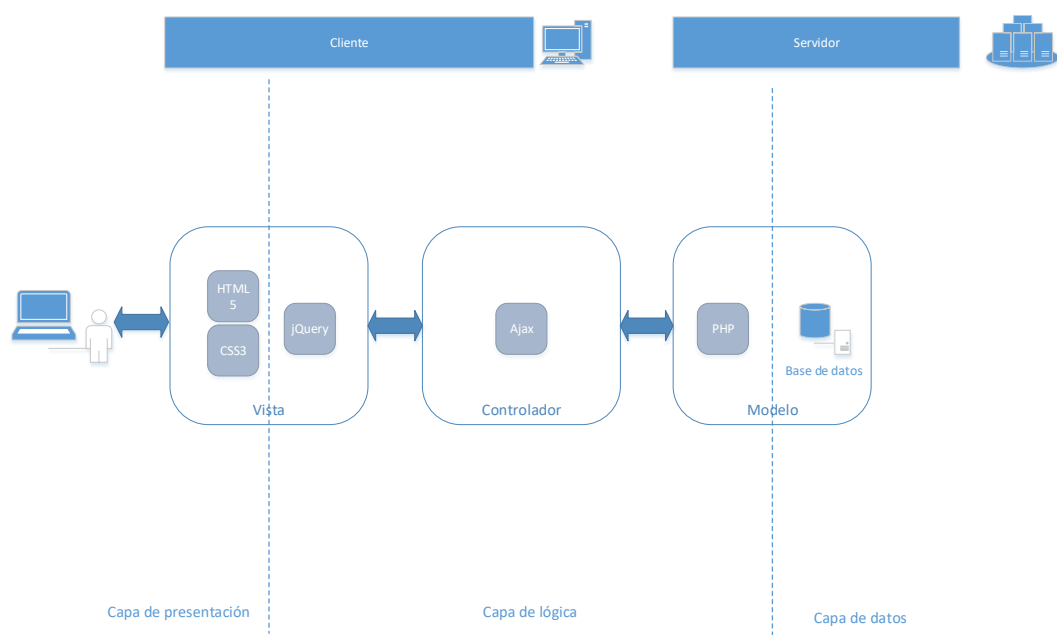 Cliente
Servidor
HTML
5
CSS3
jQuery
Ajax
PHP
Base de datos
Vista
Controlador
Modelo
Capa de presentación
Capa de lógica
Capa de datos